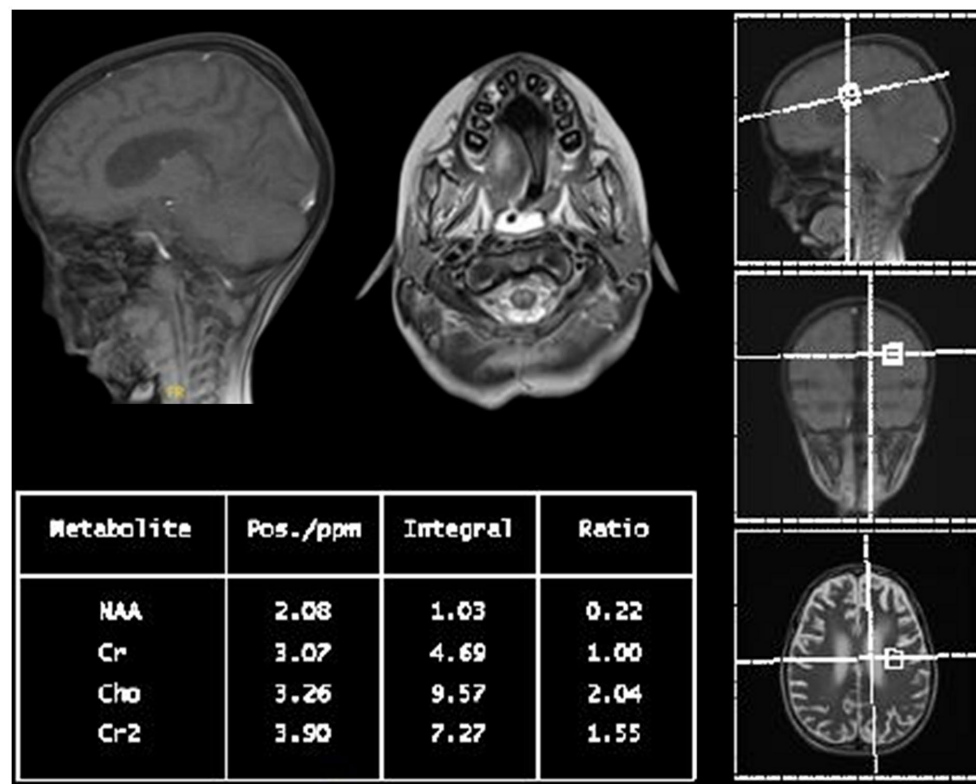 FR
Metabolite Pos./ppm Integral Ratio
NAA 2.08 1.03 0.22
Cr 3.07 4.69 1.00
Cho 3.26 9.57 2.04
Cr2 3.90 7.27 1.55